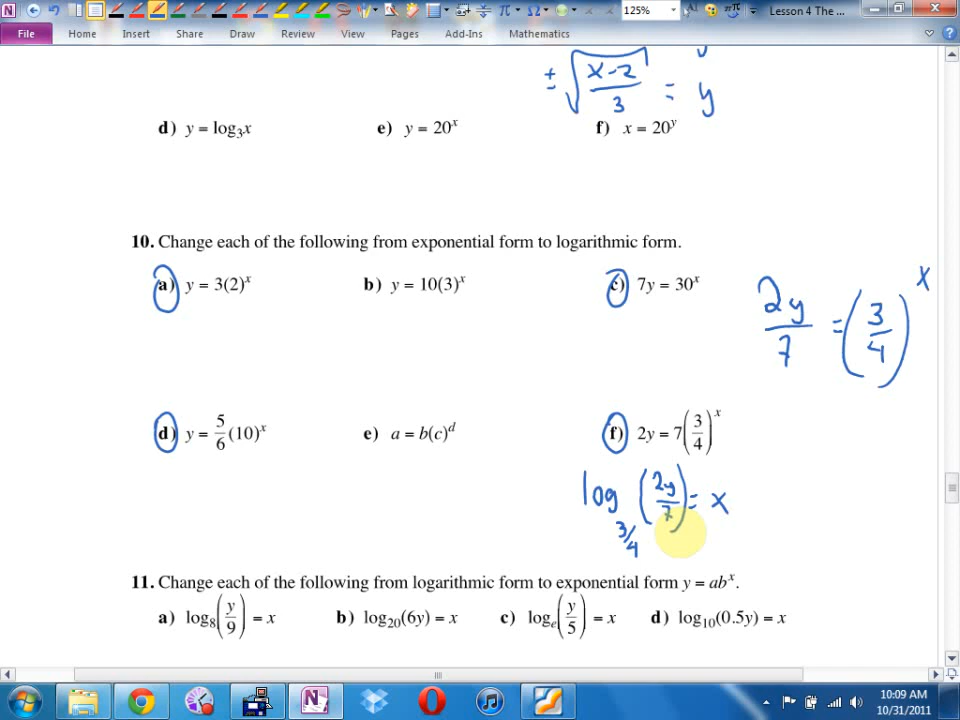 125% Lesson 4 The ...
File Home Insert Share Draw Review View Pages Add-Ins Mathematics
± √((x-2)/3) = y
d) y = log₃x e) y = 20ˣ f) x = 20ʸ
10. Change each of the following from exponential form to logarithmic form.
a) y = 3(2)ˣ b) y = 10(3)ˣ c) 7y = 30ˣ
2y/7 = (3/4)ˣ
d) y = 5/6 (10)ˣ e) a = b(c)ᵈ f) 2y = 7(3/4)ˣ
log 3/4 (2y/7) = x
11. Change each of the following from logarithmic form to exponential form y = abˣ.
a) log₈(y/9) = x b) log₂₀(6y) = x c) logₑ(y/5) = x d) log₁₀(0.5y) = x
10:09 AM
10/31/2011